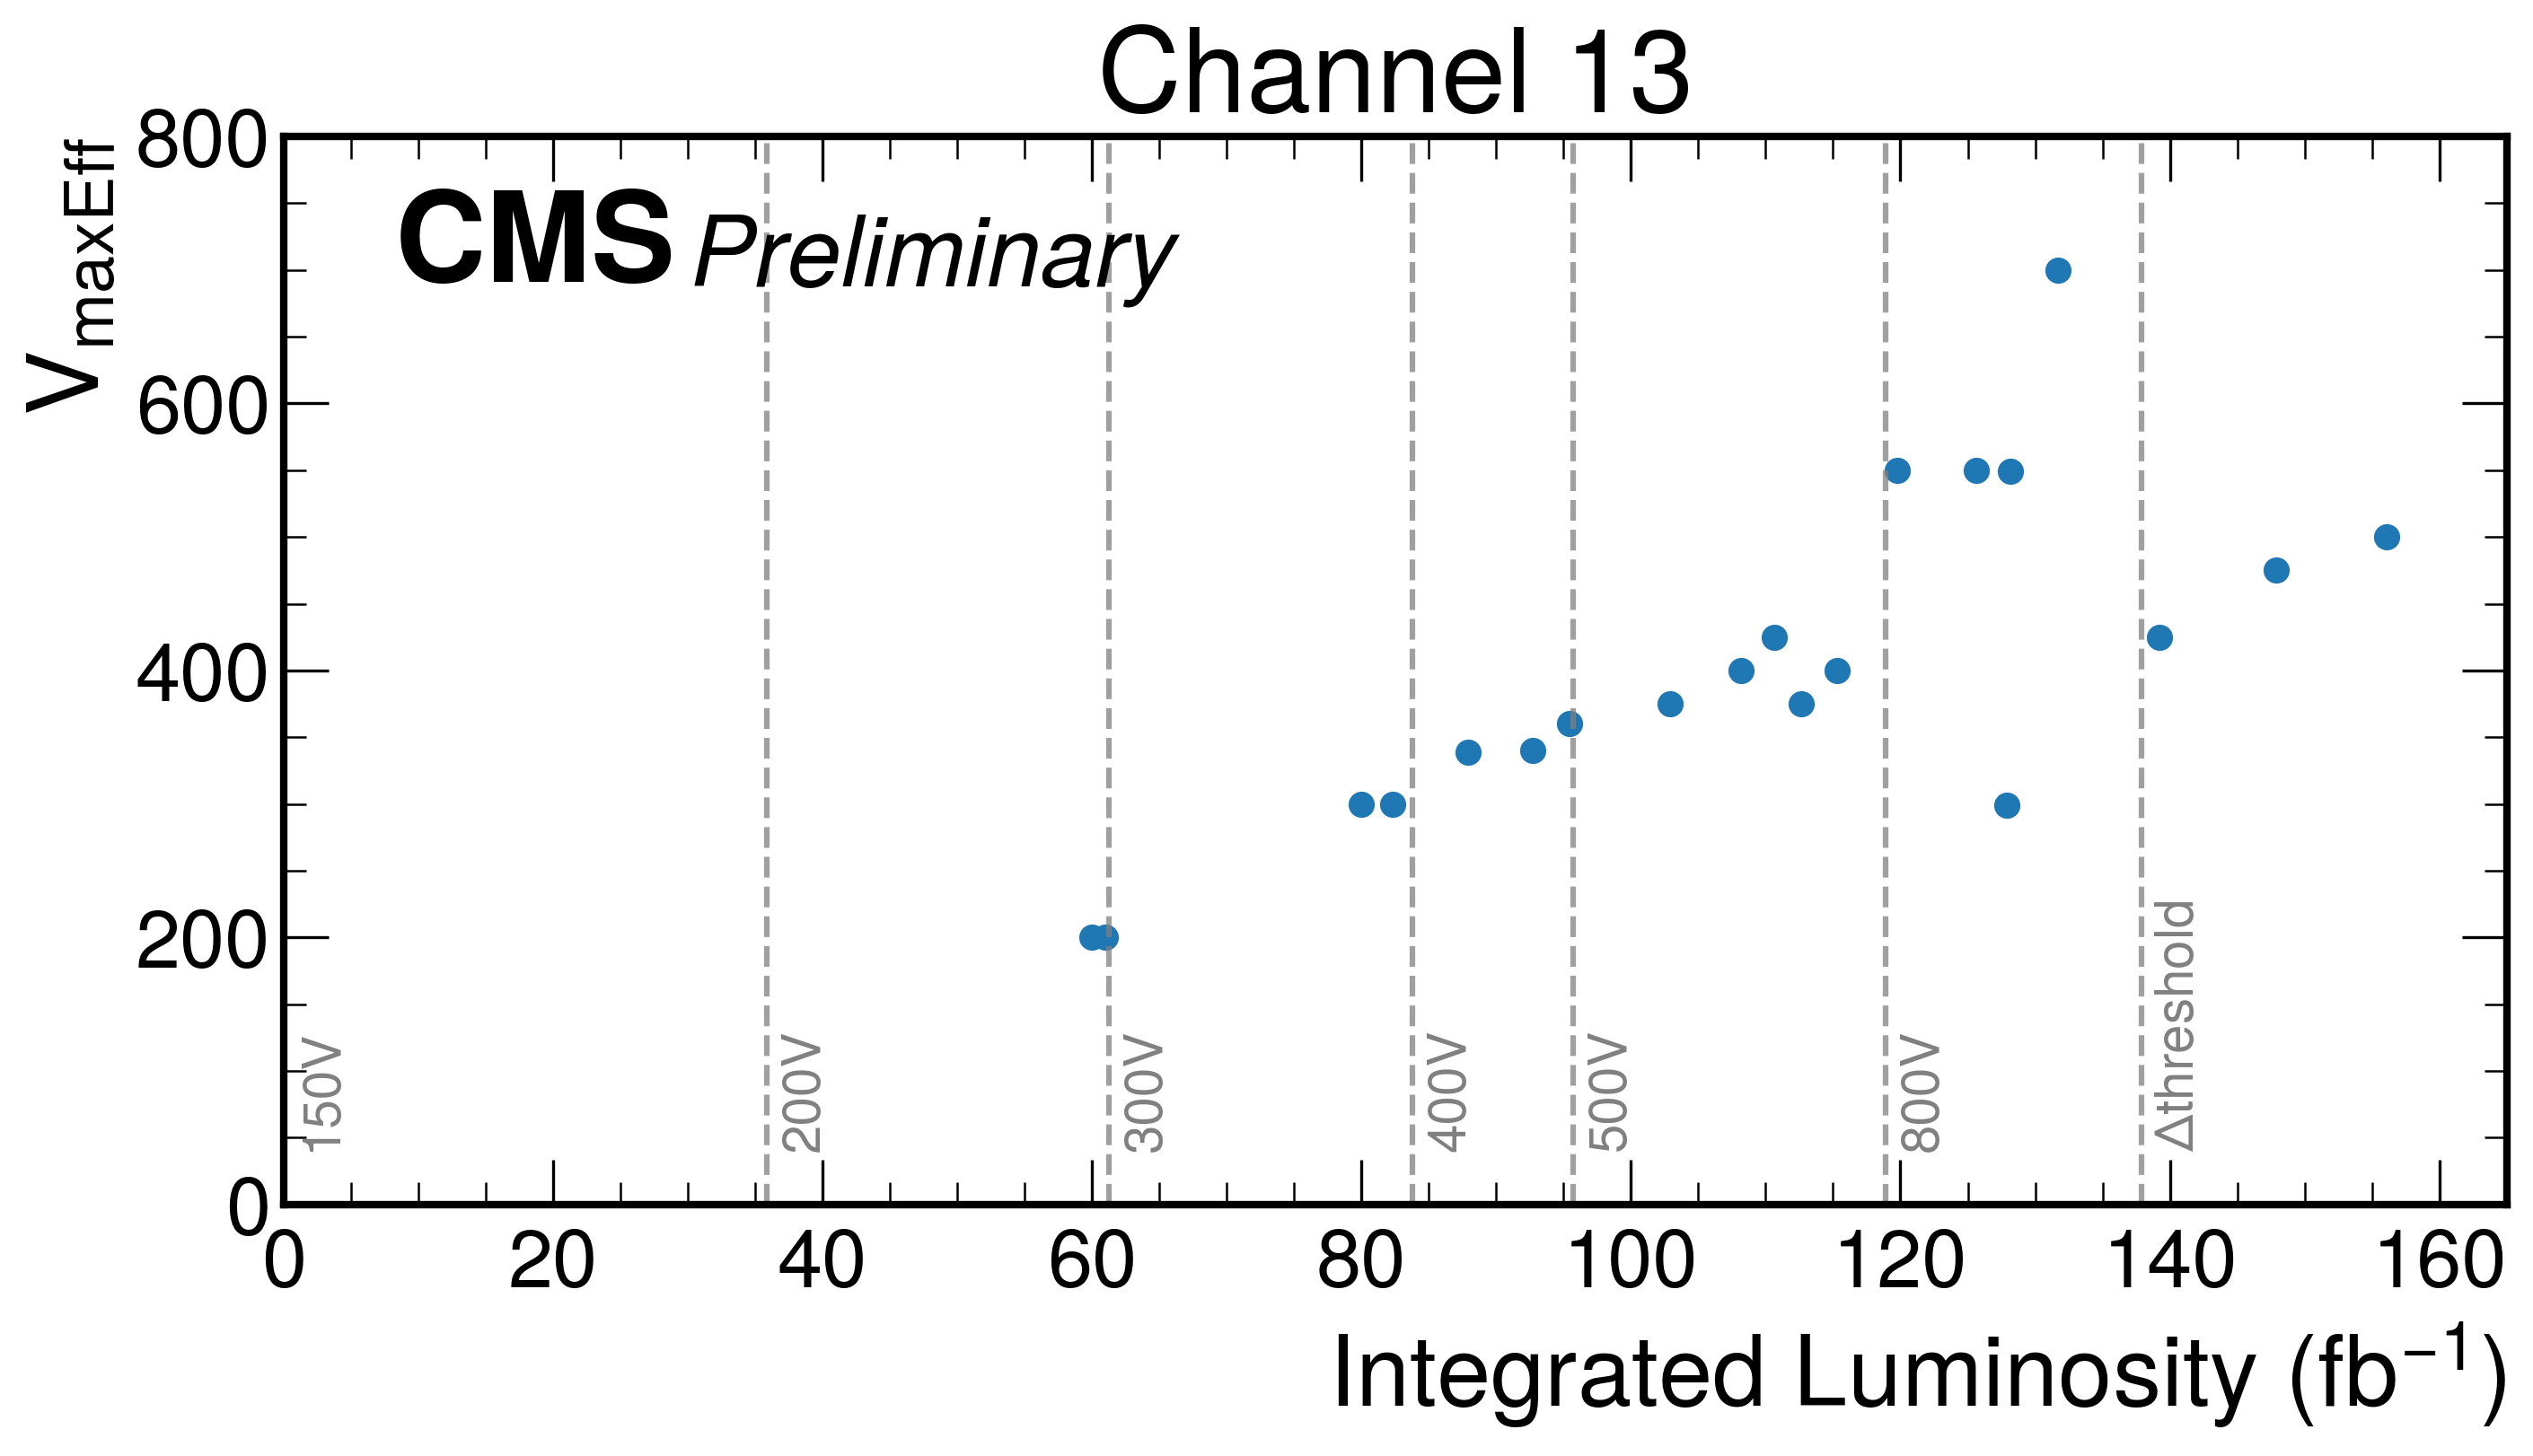 Channel 13
CMS Preliminary
V_maxEff
800
600
400
200
0
150V
200V
300V
400V
500V
800V
Δthreshold
0 20 40 60 80 100 120 140 160
Integrated Luminosity (fb⁻¹)